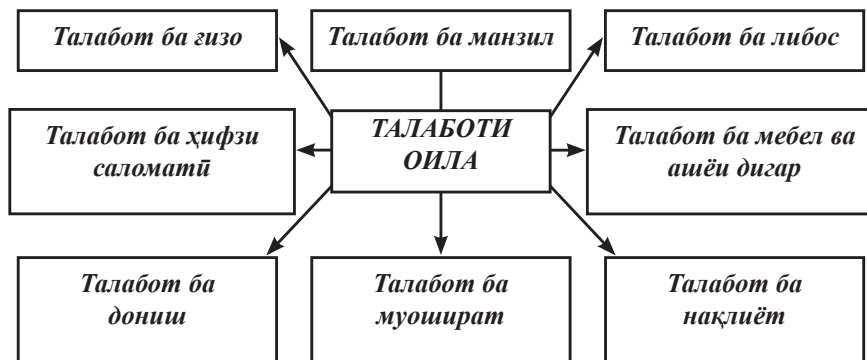 Талабот ба ғизо
Талабот ба манзил
Талабот ба либос
Талабот ба ҳифзи
саломатӣ
ТАЛАБОТИ
ОИЛА
Талабот ба мебел ва
ашёи дигар
Талабот ба
дониш
Талабот ба
муошират
Талабот ба
нақлиёт